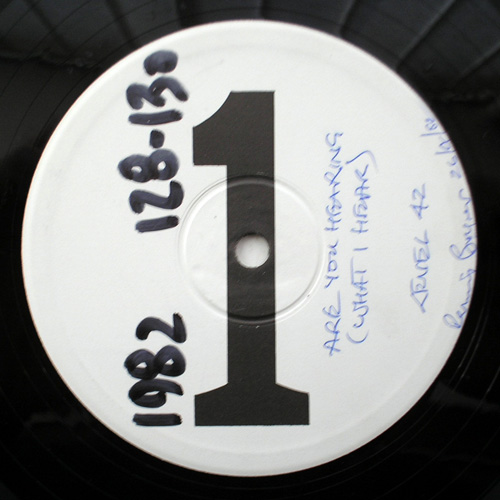 1982 128-130
1
ARE YOU HEARING
(WHAT I HEAR)
LEVEL 42